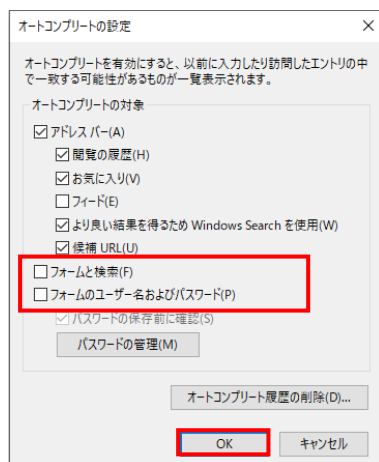 オートコンプリートの設定
オートコンプリートを有効にすると、以前に入力したり訪問したエントリの中
で一致する可能性があるものが一覧表示されます。
オートコンプリートの対象
アドレス バー(A)
閲覧の履歴(H)
お気に入り(V)
フィード(E)
より良い結果を得るため Windows Search を使用(W)
候補 URL(U)
フォームと検索(F)
フォームのユーザー名およびパスワード(P)
パスワードの保存前に確認(S)
パスワードの管理(M)
オートコンプリート履歴の削除(D)...
OK キャンセル